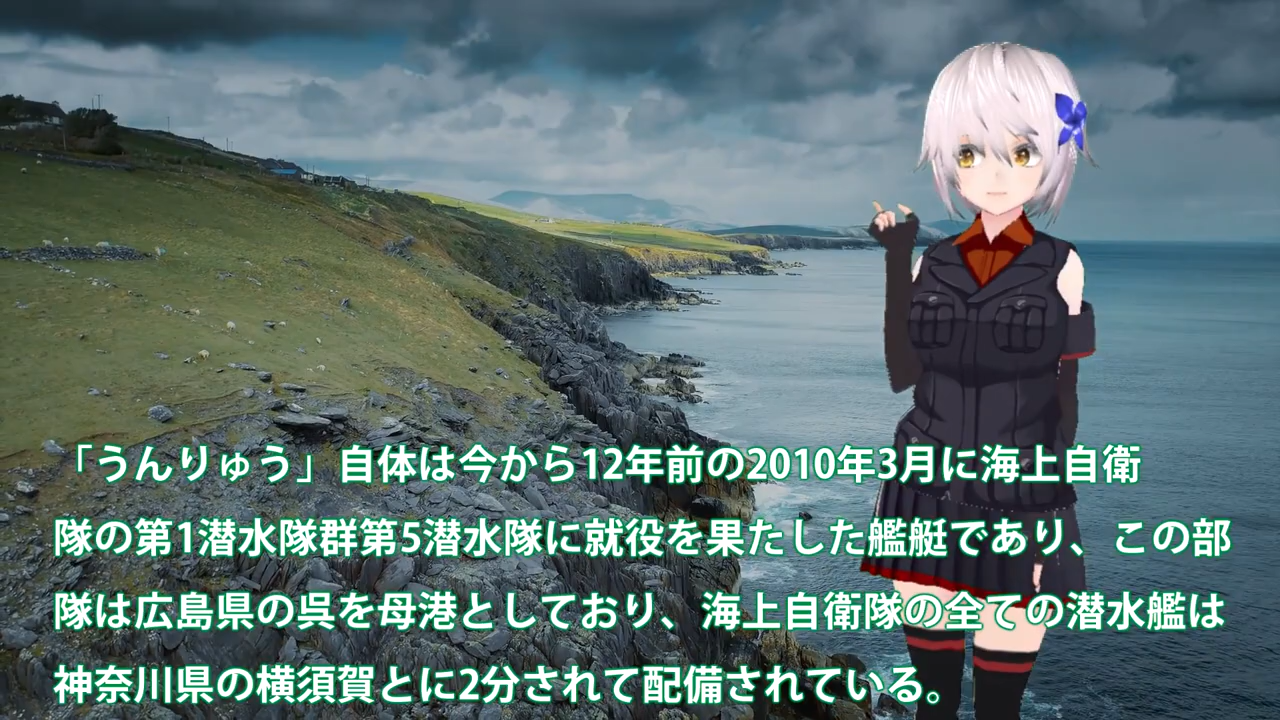 「うんりゅう」自体は今から12年前の2010年3月に海上自衛
隊の第1潜水隊群第5潜水隊に就役を果たした艦艇であり、この部
隊は広島県の呉を母港としており、海上自衛隊の全ての潜水艦は
神奈川県の横須賀とに2分されて配備されている。